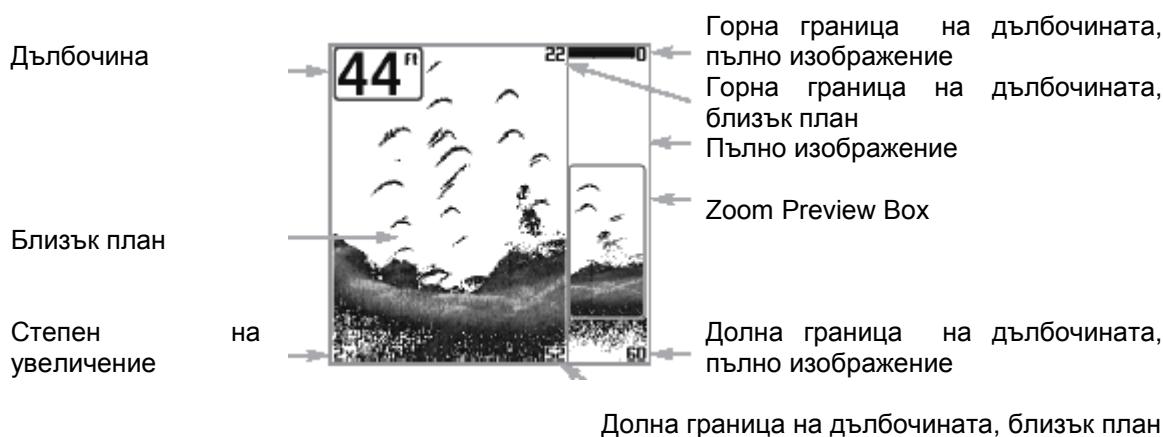 Дълбочина
Близък план
Степен на
увеличение
44 Ft
22
0
2X
52
60
Горна граница на дълбочината,
пълно изображение
Горна граница на дълбочината,
близък план
Пълно изображение
Zoom Preview Box
Долна граница на дълбочината,
пълно изображение
Долна граница на дълбочината, близък план